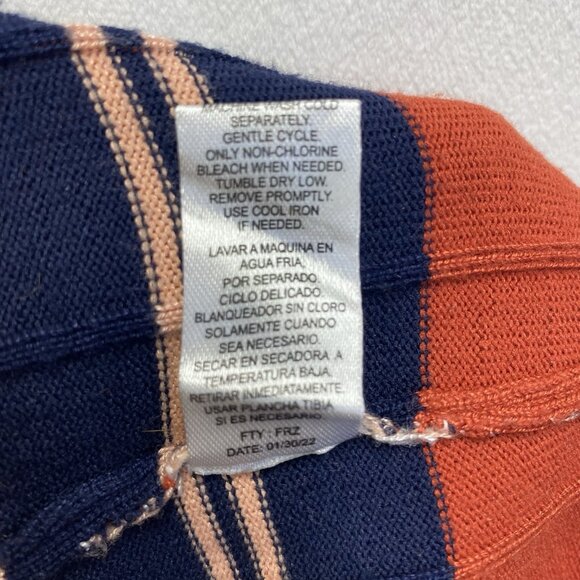 MACHINE WASH COLD
SEPARATELY.
GENTLE CYCLE.
ONLY NON-CHLORINE
BLEACH WHEN NEEDED.
TUMBLE DRY LOW.
REMOVE PROMPTLY.
USE COOL IRON
IF NEEDED.
LAVAR A MAQUINA EN
AGUA FRIA,
POR SEPARADO.
CICLO DELICADO.
BLANQUEADOR SIN CLORO
SOLAMENTE CUANDO
SEA NECESARIO.
SECAR EN SECADORA A
TEMPERATURA BAJA.
RETIRAR INMEDIATAMENTE.
USAR PLANCHA TIBIA
SI ES NECESARIO
FTY : FRZ
DATE: 01/30/22